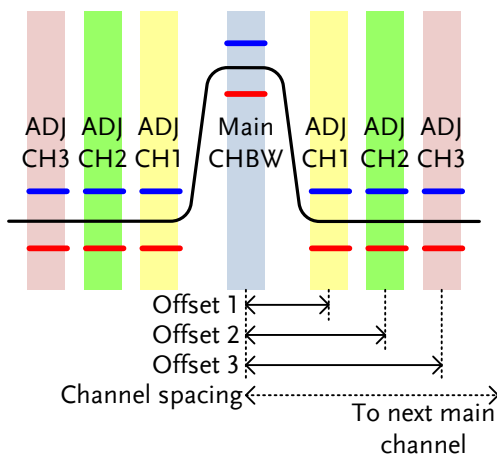 ADJ CH3
ADJ CH2
ADJ CH1
Main CHBW
ADJ CH1
ADJ CH2
ADJ CH3
Offset 1
Offset 2
Offset 3
Channel spacing
To next main
channel